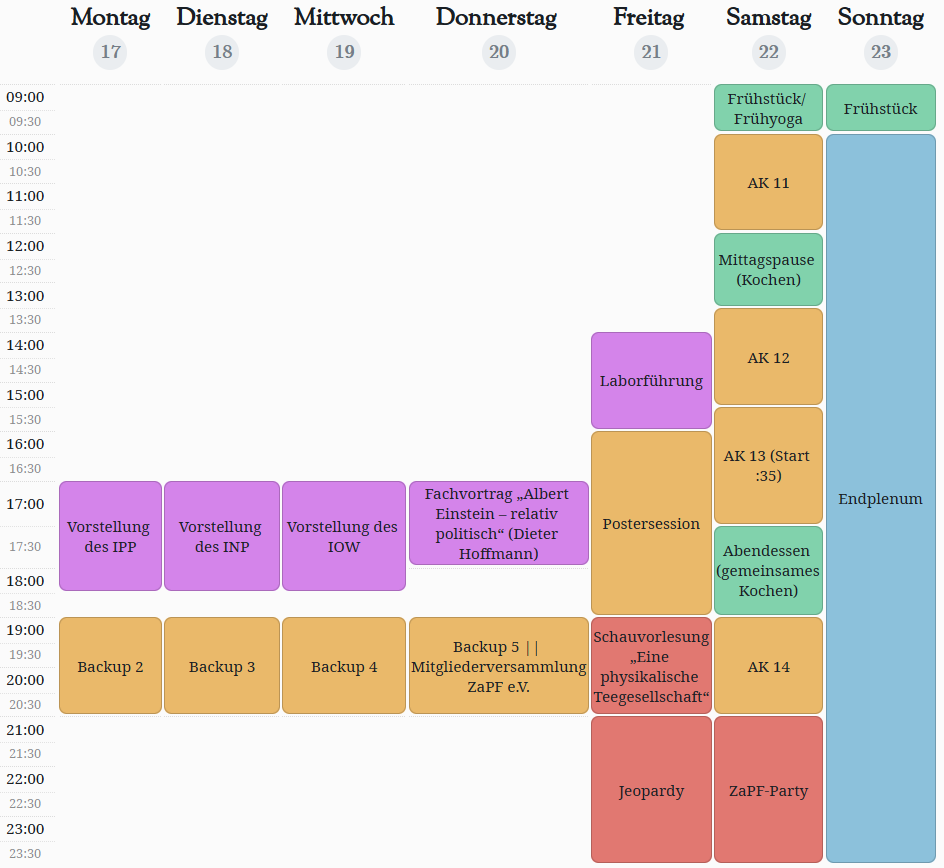 Montag
Dienstag
Mittwoch
Donnerstag
Freitag
Samstag
Sonntag
17
18
19
20
21
22
23
09:00
09:30
10:00
10:30
11:00
11:30
12:00
12:30
13:00
13:30
14:00
14:30
15:00
15:30
16:00
16:30
17:00
17:30
18:00
18:30
19:00
19:30
20:00
20:30
21:00
21:30
22:00
22:30
23:00
23:30
Vorstellung
des IPP
Backup 2
Vorstellung
des INP
Backup 3
Vorstellung des
IOW
Backup 4
Fachvortrag „Albert
Einstein – relativ
politisch“ (Dieter
Hoffmann)
Backup 5 ||
Mitgliederversammlung
ZaPF e.V.
Laborführung
Postersession
Schauvorlesung
„Eine
physikalische
Teegesellschaft“
Jeopardy
Frühstück/
Frühyoga
AK 11
Mittagspause
(Kochen)
AK 12
AK 13 (Start
:35)
Abendessen
(gemeinsames
Kochen)
AK 14
ZaPF-Party
Frühstück
Endplenum